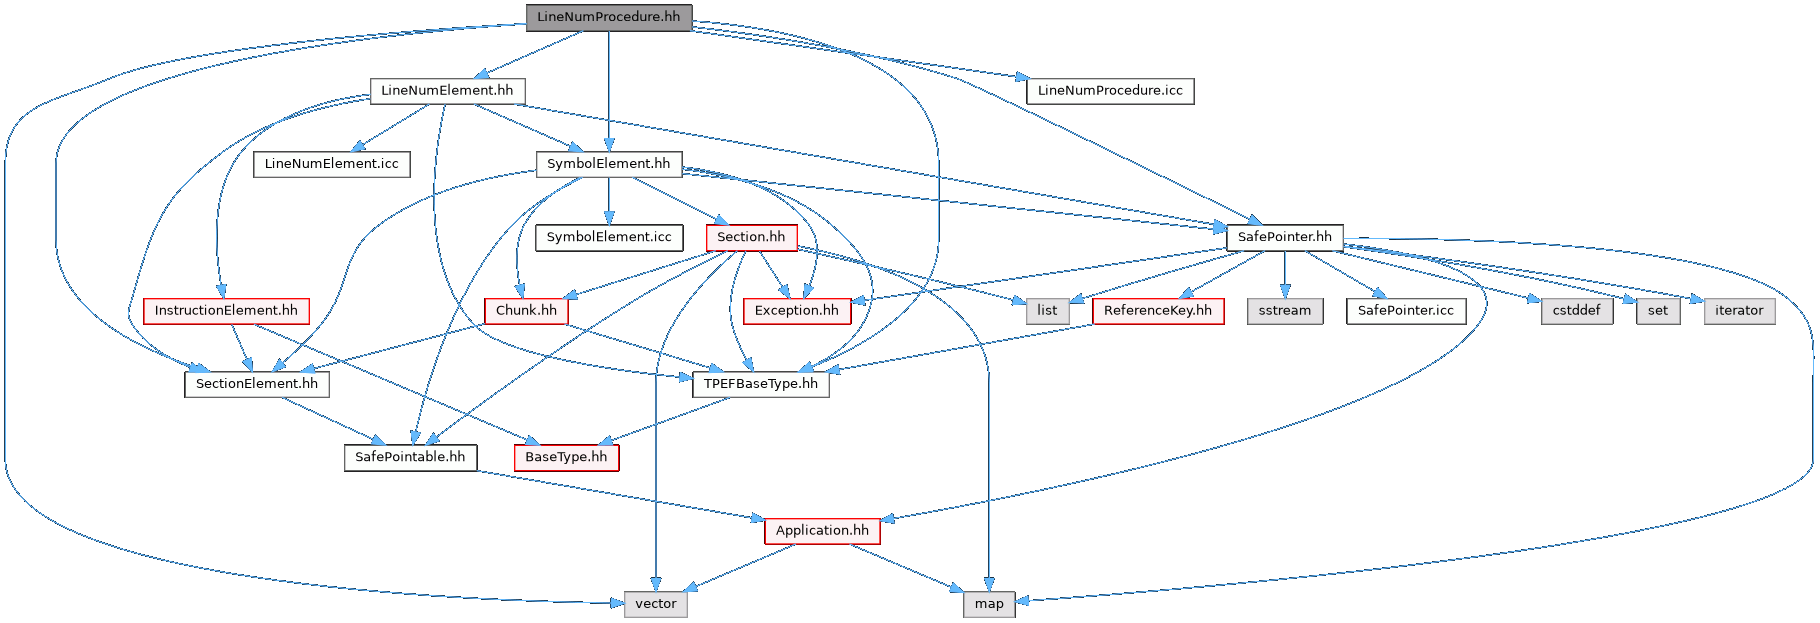 LineNumProcedure.hh
LineNumElement.hh
LineNumProcedure.icc
LineNumElement.icc
SymbolElement.hh
SymbolElement.icc
Section.hh
SafePointer.hh
InstructionElement.hh
Chunk.hh
Exception.hh
list
ReferenceKey.hh
sstream
SafePointer.icc
cstddef
set
iterator
SectionElement.hh
TPEFBaseType.hh
SafePointable.hh
BaseType.hh
Application.hh
vector
map